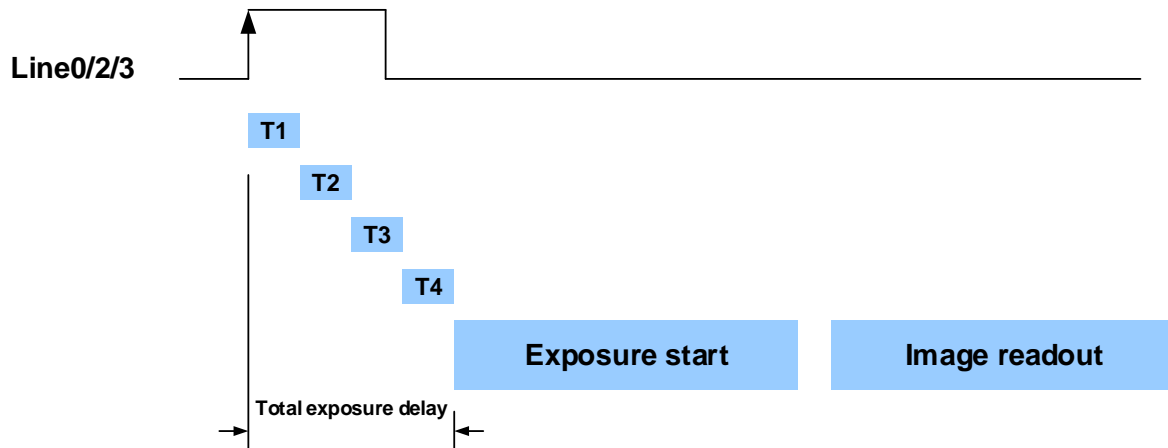 Line0/2/3
T1
T2
T3
T4
Exposure start
Image readout
Total exposure delay